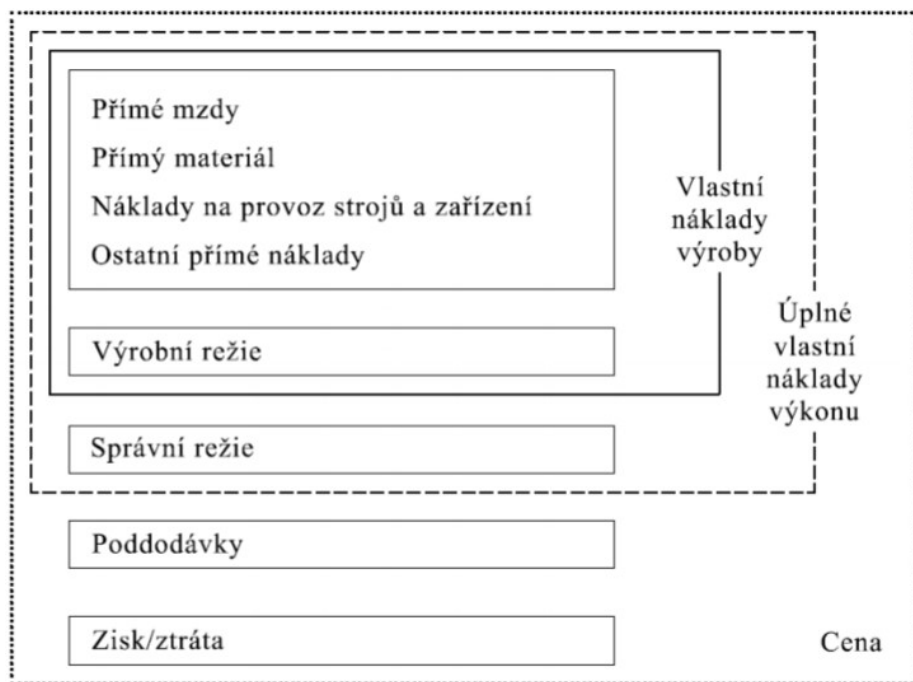 Přímé mzdy
Přímý materiál
Náklady na provoz strojů a zařízení
Ostatní přímé náklady
Vlastní
náklady
výroby
Výrobní režie
Úplné
vlastní
náklady
výkonu
Správní režie
Poddodávky
Zisk/ztráta
Cena